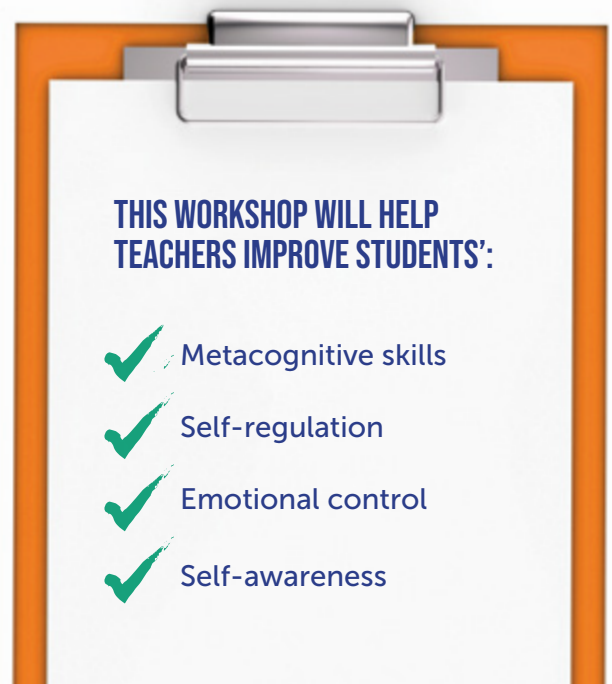 THIS WORKSHOP WILL HELP
TEACHERS IMPROVE STUDENTS’:
Metacognitive skills
Self-regulation
Emotional control
Self-awareness